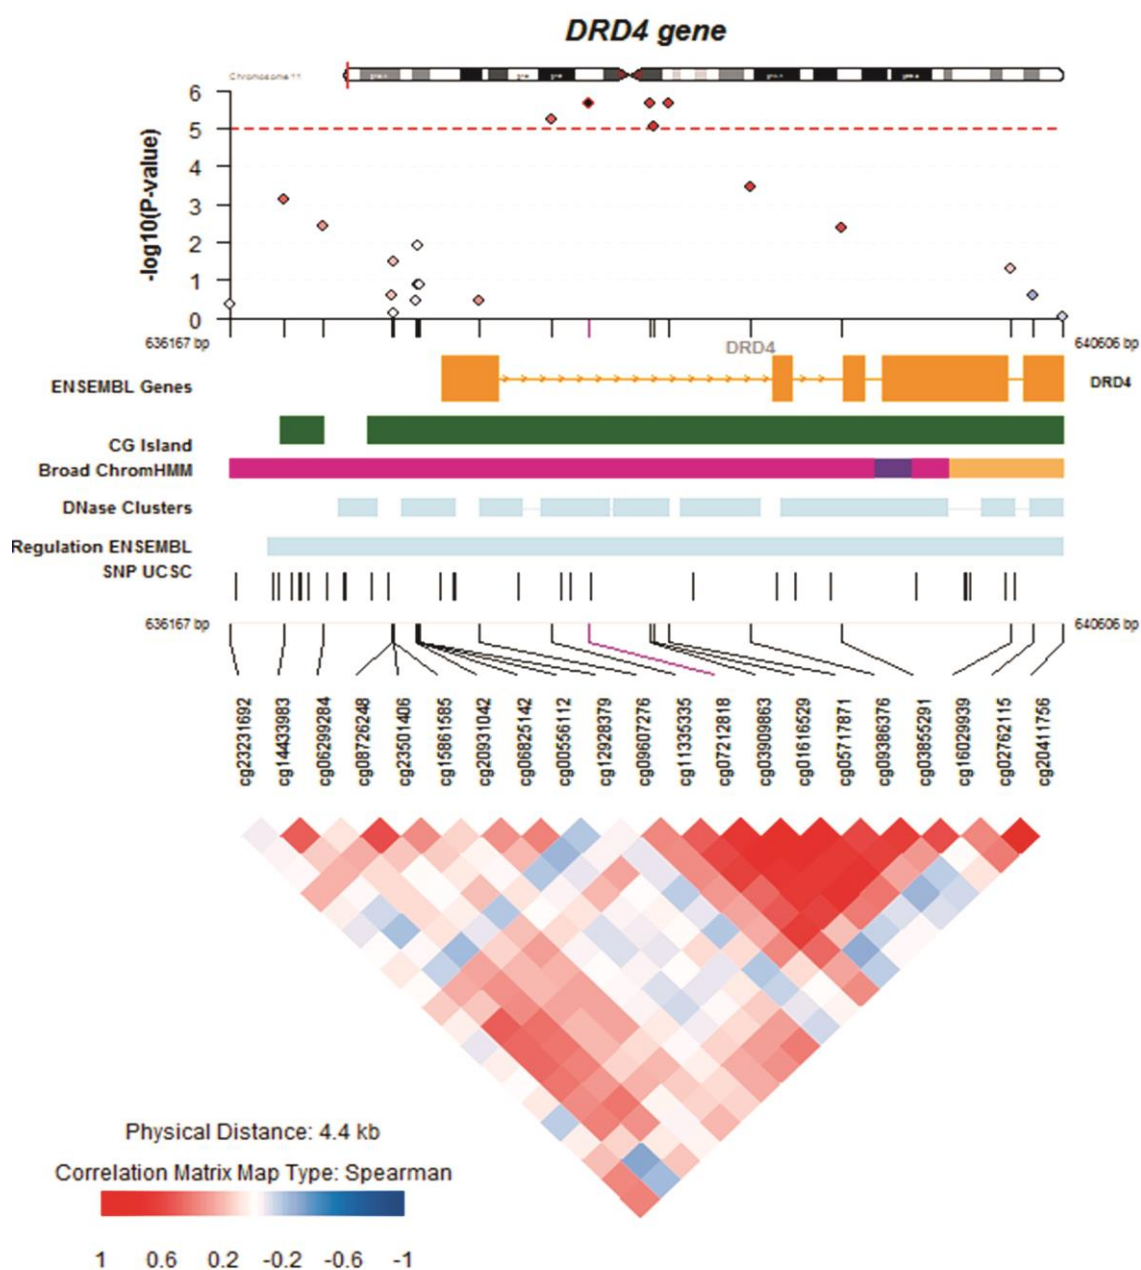 DRD4 gene
Chromosome 11
-log10(P-value)
6
5
4
3
2
1
0
636167 bp
640606 bp
DRD4
ENSEMBL Genes
DRD4
CG Island
Broad ChromHMM
DNase Clusters
Regulation ENSEMBL
SNP UCSC
636167 bp
640606 bp
cg23231692
cg14433983
cg06299284
cg08726248
cg23501406
cg15861585
cg20931042
cg06825142
cg00556112
cg12928379
cg09607276
cg11335335
cg07212818
cg03909863
cg01616529
cg05717871
cg09386376
cg03855291
cg16029939
cg02762115
cg20411756
Physical Distance: 4.4 kb
Correlation Matrix Map Type: Spearman
1 0.6 0.2 -0.2 -0.6 -1